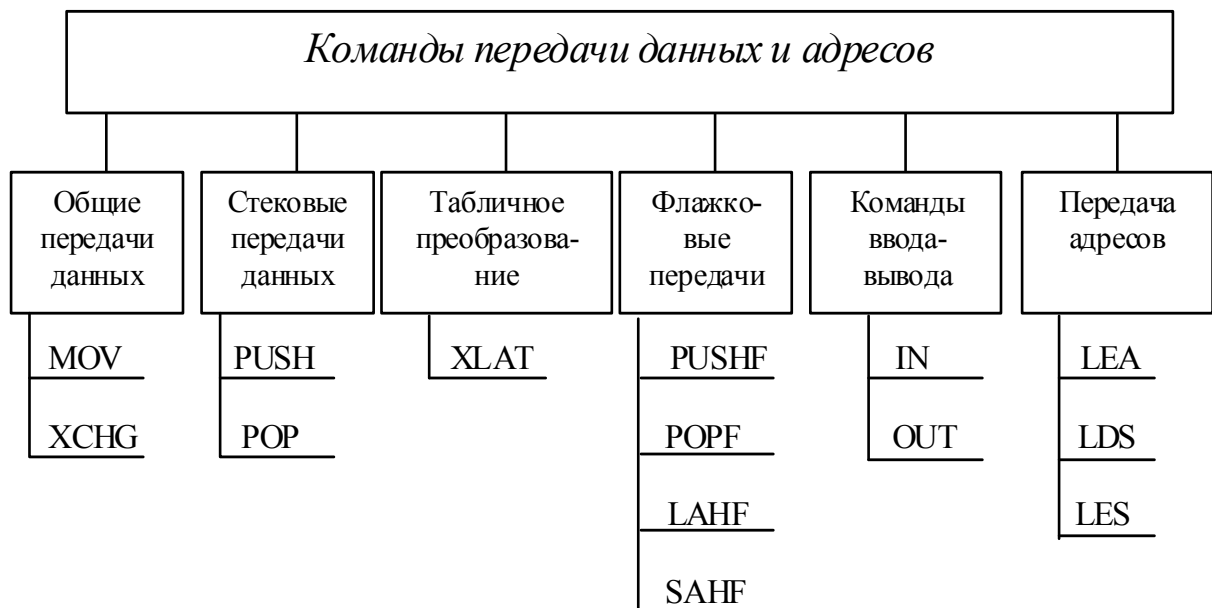 Команды передачи данных и адресов
Общие
передачи
данных
Стековые
передачи
данных
Табличное
преобразова-
ние
Флажко-
вые
передачи
Команды
ввода-
вывода
Передача
адресов
MOV
XCHG
PUSH
POP
XLAT
PUSHF
POPF
LAHF
SAHF
IN
OUT
LEA
LDS
LES